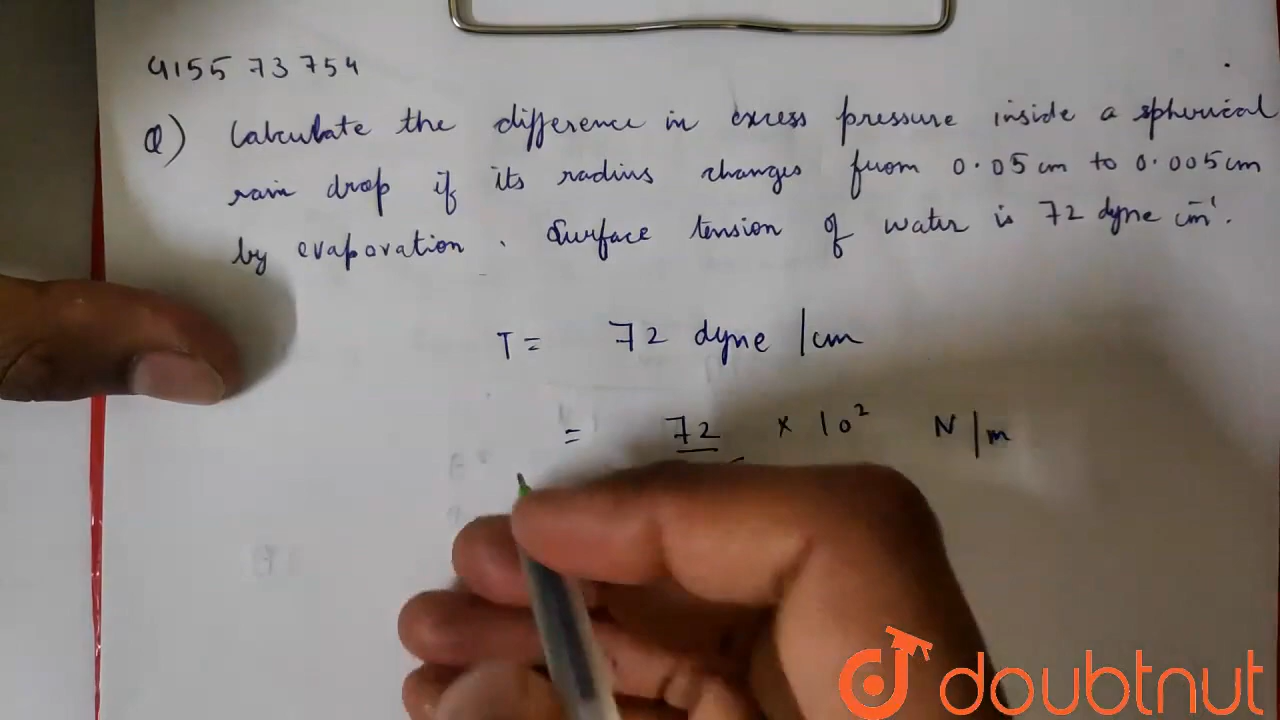 4155 73 754
Q) Calculate the difference in excess pressure inside a spherical
rain drop if its radius changes from 0.05 cm to 0.005 cm
by evaporation. Surface tension of water is 72 dyne cm⁻¹.
T = 72 dyne / cm
= 72 × 10² N/m
doubtnut